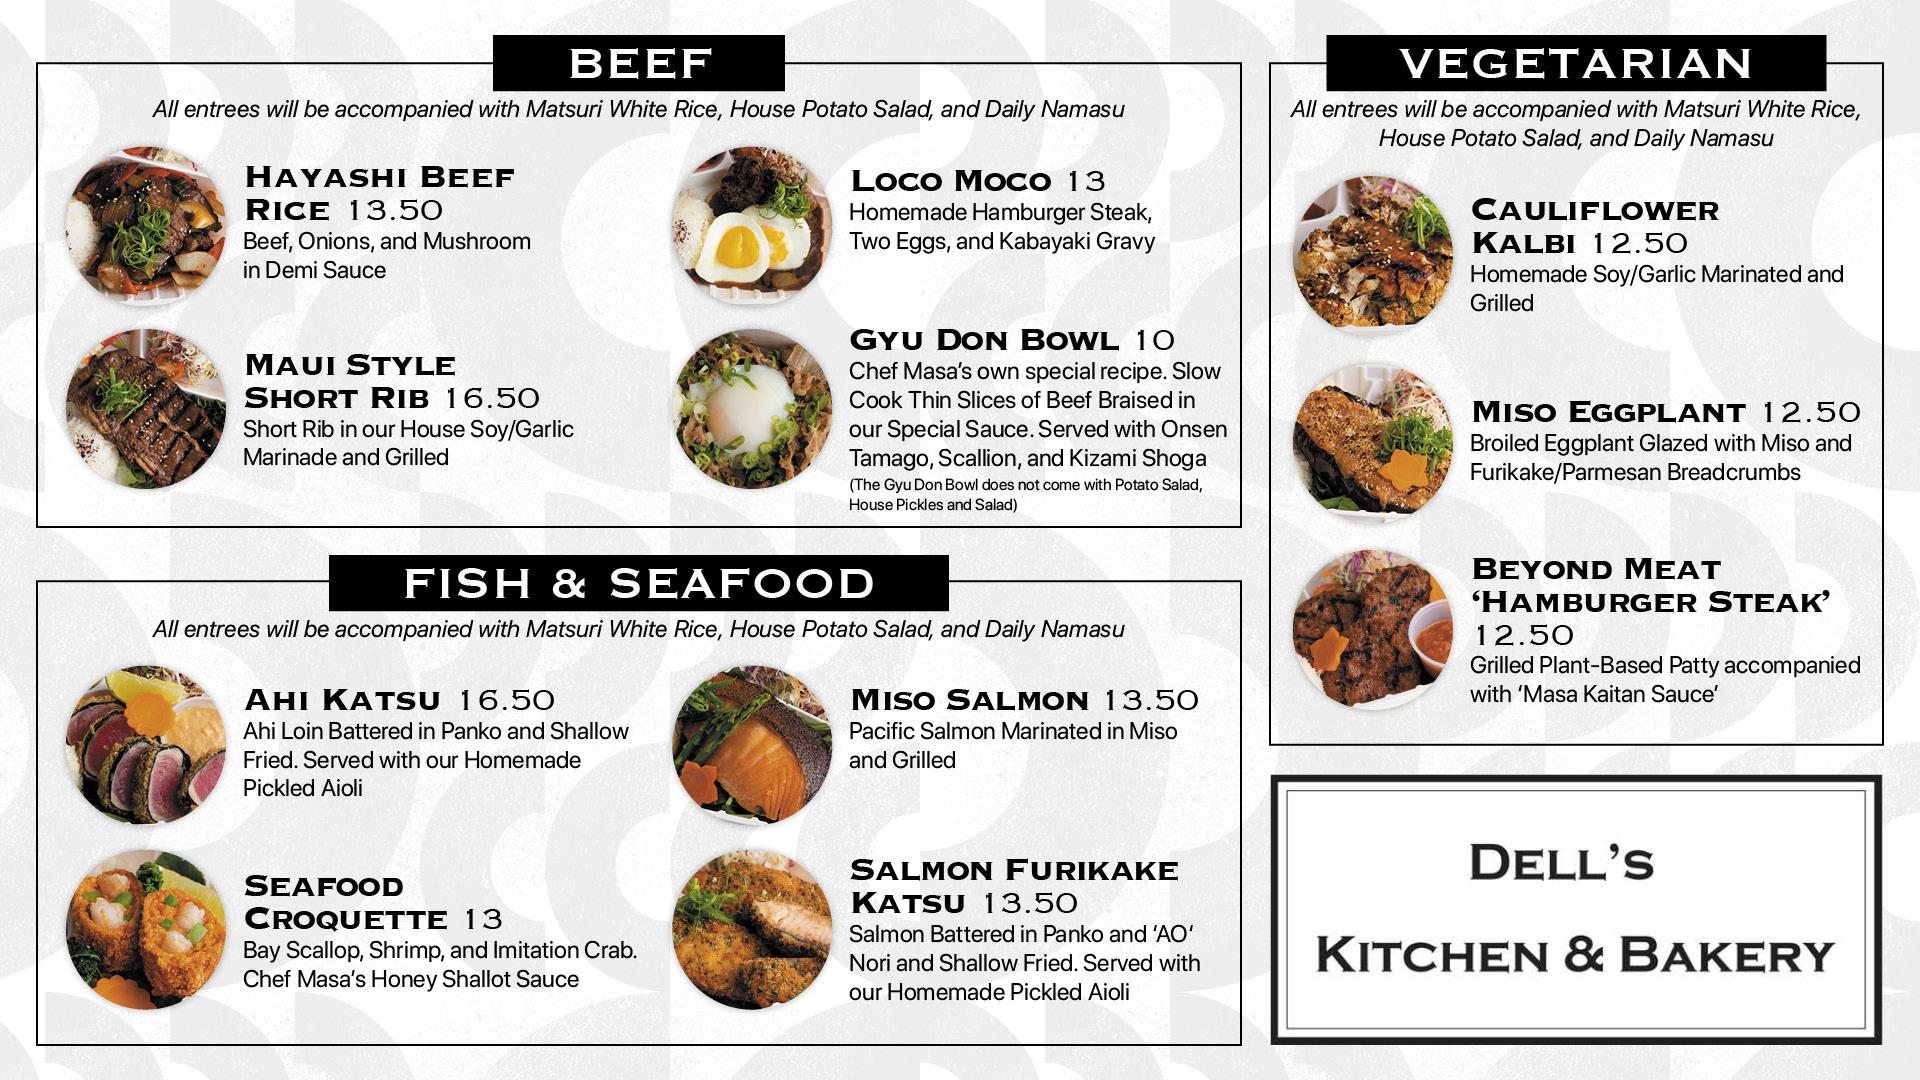 BEEF
All entrees will be accompanied with Matsuri White Rice, House Potato Salad, and Daily Namasu
HAYASHI BEEF
RICE 13.50
Beef, Onions, and Mushroom
in Demi Sauce
MAUI STYLE
SHORT RIB 16.50
Short Rib in our House Soy/Garlic
Marinade and Grilled
LOCO MOCO 13
Homemade Hamburger Steak,
Two Eggs, and Kabayaki Gravy
GYU DON BOWL 10
Chef Masa's own special recipe. Slow
Cook Thin Slices of Beef Braised in
our Special Sauce. Served with Onsen
Tamago, Scallion, and Kizami Shoga
(The Gyu Don Bowl does not come with Potato Salad,
House Pickles and Salad)
FISH & SEAFOOD
All entrees will be accompanied with Matsuri White Rice, House Potato Salad, and Daily Namasu
AHI KATSU 16.50
Ahi Loin Battered in Panko and Shallow
Fried. Served with our Homemade
Pickled Aioli
SEAFOOD
CROQUETTE 13
Bay Scallop, Shrimp, and Imitation Crab.
Chef Masa's Honey Shallot Sauce
MISO SALMON 13.50
Pacific Salmon Marinated in Miso
and Grilled
SALMON FURIKAKE
KATSU 13.50
Salmon Battered in Panko and ‘AO‘
Nori and Shallow Fried. Served with
our Homemade Pickled Aioli
VEGETARIAN
All entrees will be accompanied with Matsuri White Rice,
House Potato Salad, and Daily Namasu
CAULIFLOWER
KALBI 12.50
Homemade Soy/Garlic Marinated and
Grilled
MISO EGGPLANT 12.50
Broiled Eggplant Glazed with Miso and
Furikake/Parmesan Breadcrumbs
BEYOND MEAT
‘HAMBURGER STEAK’
12.50
Grilled Plant-Based Patty accompanied
with ‘Masa Kaitan Sauce’
DELL’S
KITCHEN & BAKERY